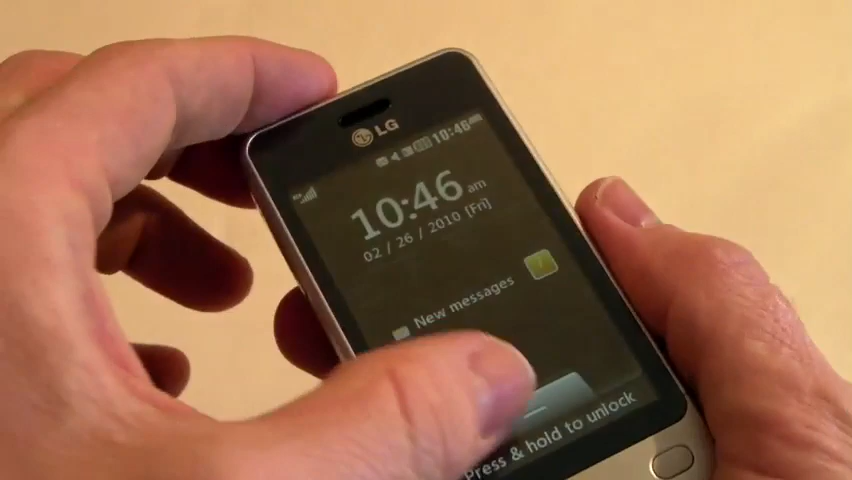 LG
10:46
10:46 am
02 / 26 / 2010 [Fri]
New messages
Press & hold to unlock